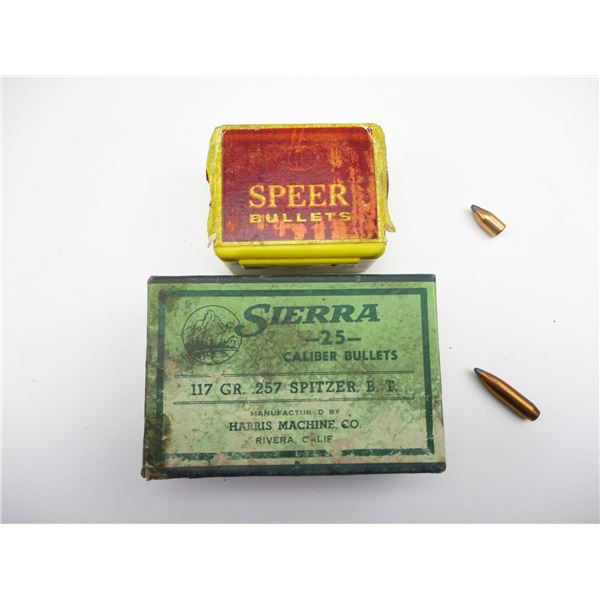 SPEER
BULLETS
SIERRA
-25-
CALIBER BULLETS
117 GR. .257 SPITZER, B. T.
MANUFACTURED BY
HARRIS MACHINE CO.
RIVERA, CALIF.